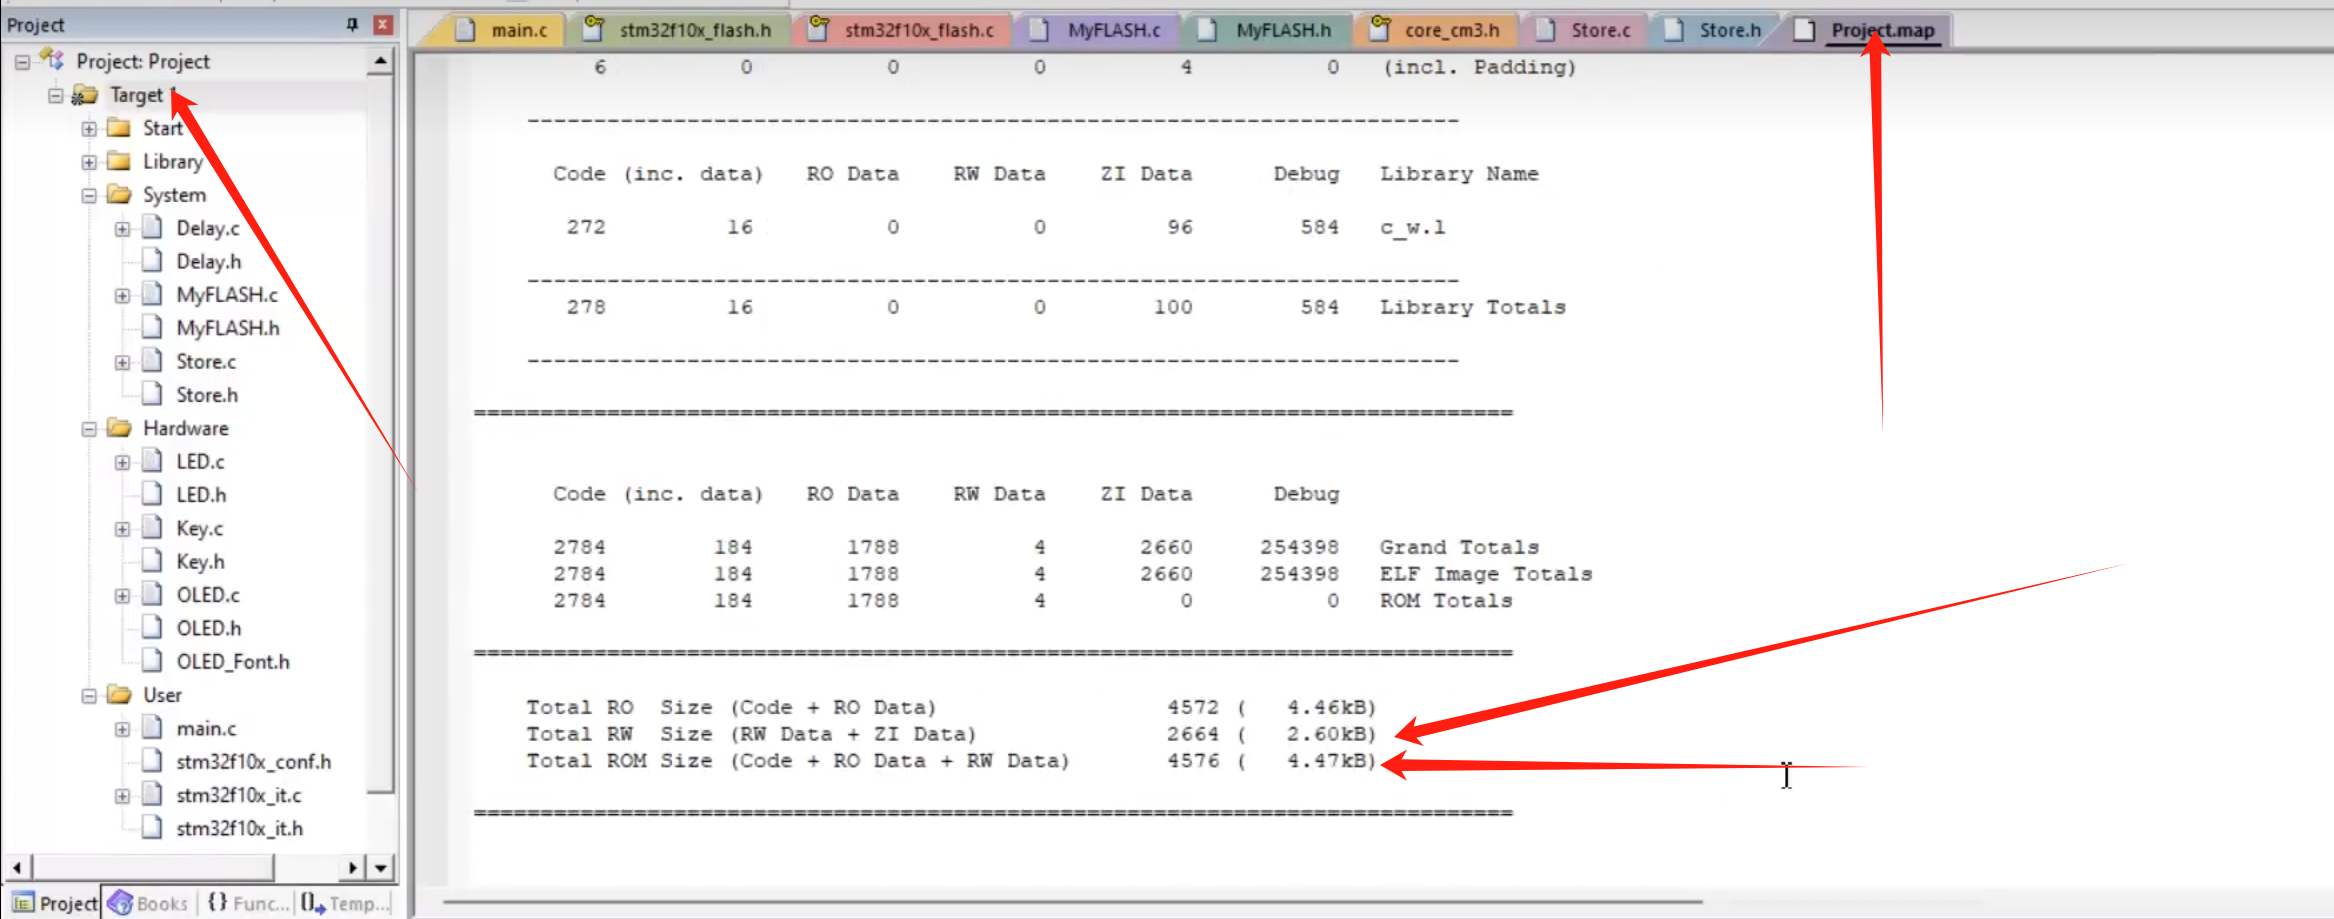 Project
Project: Project
Target 1
Start
Library
System
Delay.c
Delay.h
MyFLASH.c
MyFLASH.h
Store.c
Store.h
Hardware
LED.c
LED.h
Key.c
Key.h
OLED.c
OLED.h
OLED_Font.h
User
main.c
stm32f10x_conf.h
stm32f10x_it.c
stm32f10x_it.h
Project Books {} Func... Temp...
main.c stm32f10x_flash.h stm32f10x_flash.c MyFLASH.c MyFLASH.h core_cm3.h Store.c Store.h Project.map
6 0 0 0 4 0 (incl. Padding)
----------------------------------------------------------------------
Code (inc. data) RO Data RW Data ZI Data Debug Library Name
272 16 0 0 96 584 c_w.l
----------------------------------------------------------------------
278 16 0 0 100 584 Library Totals
----------------------------------------------------------------------
==============================================================================
Code (inc. data) RO Data RW Data ZI Data Debug
2784 184 1788 4 2660 254398 Grand Totals
2784 184 1788 4 2660 254398 ELF Image Totals
2784 184 1788 4 0 0 ROM Totals
==============================================================================
Total RO Size (Code + RO Data) 4572 ( 4.46kB)
Total RW Size (RW Data + ZI Data) 2664 ( 2.60kB)
Total ROM Size (Code + RO Data + RW Data) 4576 ( 4.47kB)
==============================================================================